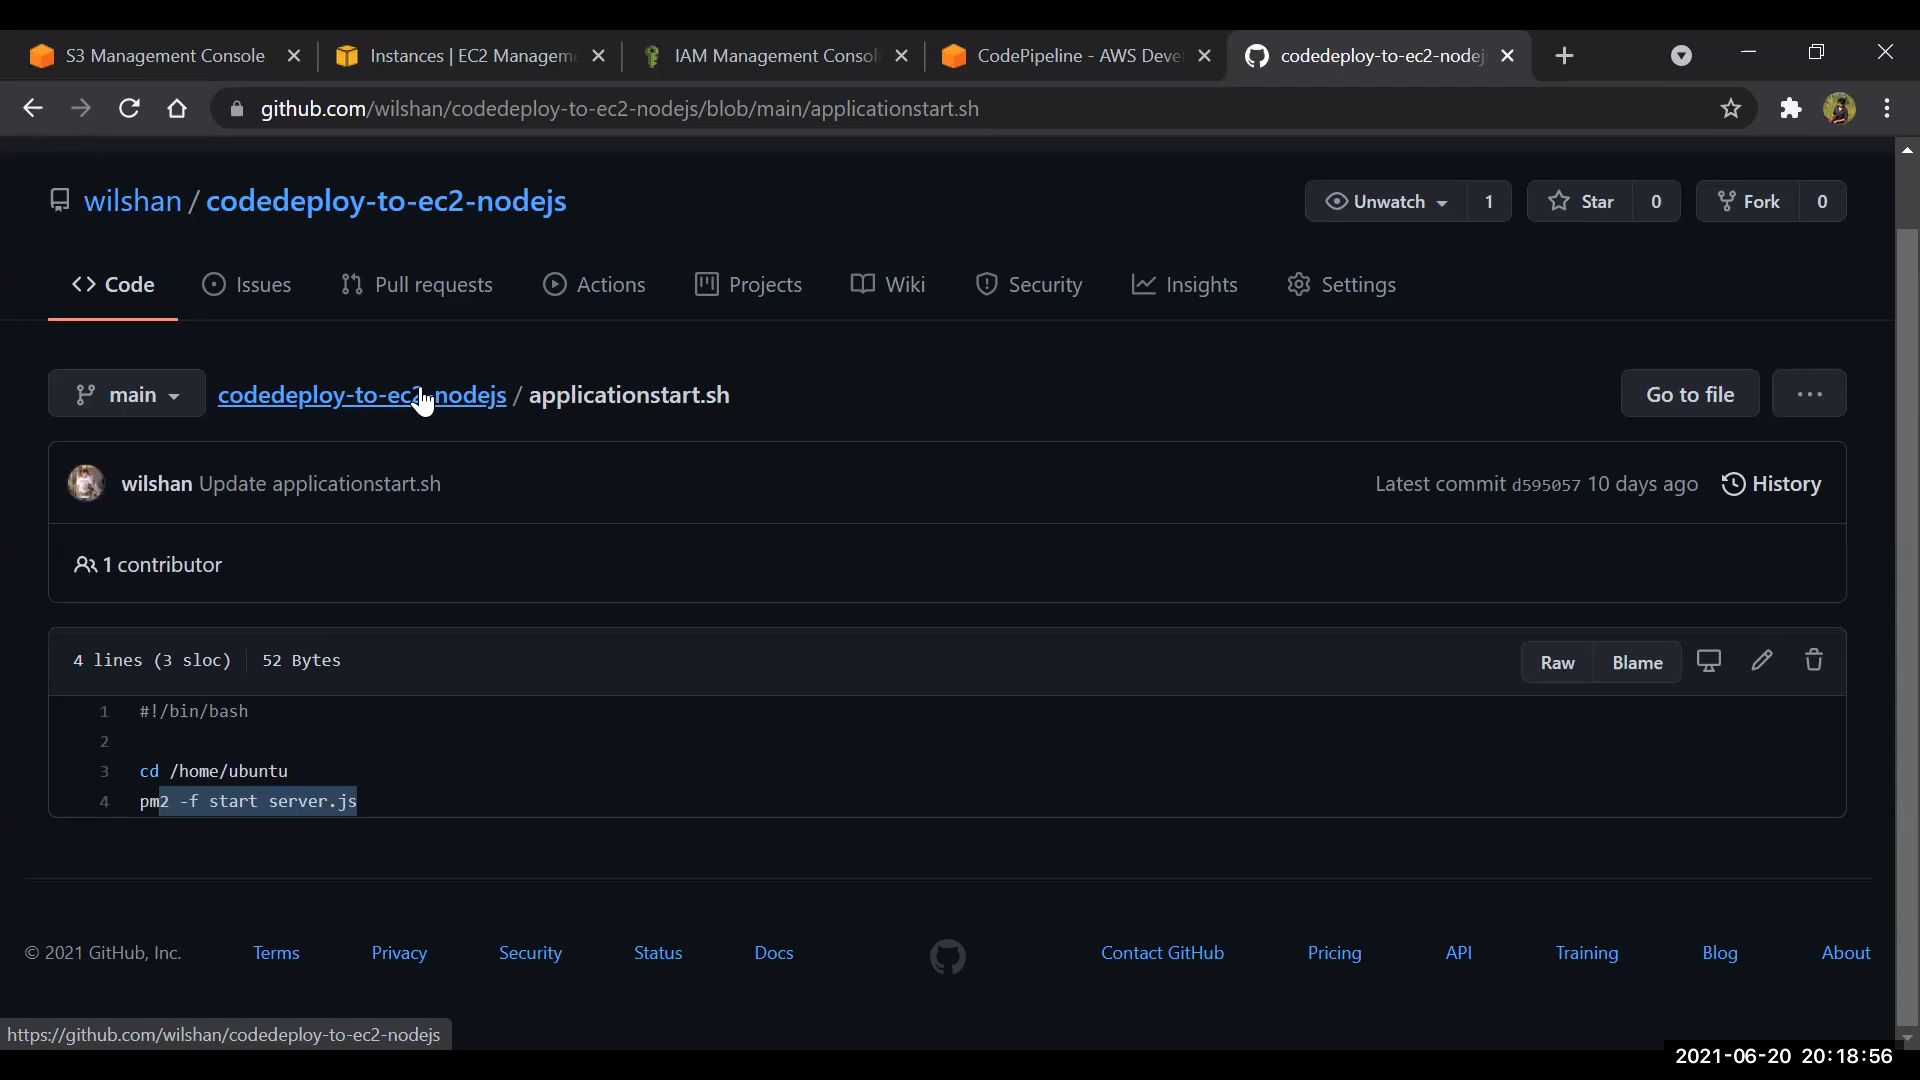 S3 Management Console
Instances | EC2 Managem
IAM Management Consol
CodePipeline - AWS Deve
codedeploy-to-ec2-nodej
github.com/wilshan/codedeploy-to-ec2-nodejs/blob/main/applicationstart.sh
wilshan / codedeploy-to-ec2-nodejs
Unwatch 1
Star 0
Fork 0
Code
Issues
Pull requests
Actions
Projects
Wiki
Security
Insights
Settings
main
codedeploy-to-ec2-nodejs / applicationstart.sh
Go to file
wilshan Update applicationstart.sh
Latest commit d595057 10 days ago
History
1 contributor
4 lines (3 sloc)
52 Bytes
Raw
Blame
1 #!/bin/bash
2
3 cd /home/ubuntu
4 pm2 -f start server.js
© 2021 GitHub, Inc.
Terms
Privacy
Security
Status
Docs
Contact GitHub
Pricing
API
Training
Blog
About
https://github.com/wilshan/codedeploy-to-ec2-nodejs
2021-06-20 20:18:56